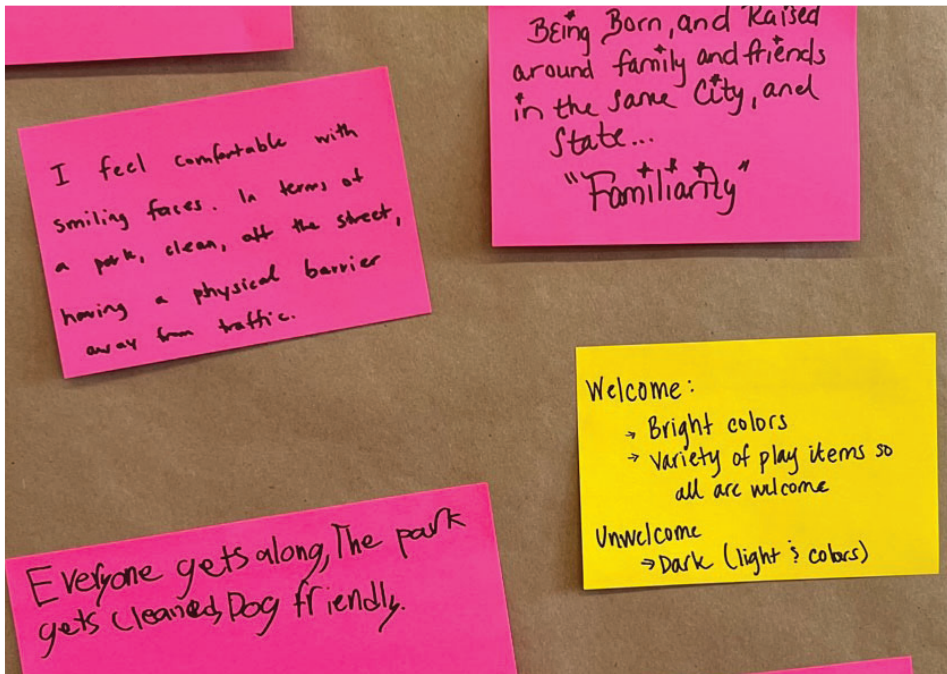 Being Born, and Raised
around family and friends
in the same City, and
State...
"Familiarity"
I feel comfortable with
smiling faces. In terms of
a park, clean, off the street,
having a physical barrier
away from traffic.
Welcome:
→ Bright colors
→ Variety of play items so
all are welcome
Unwelcome
→ Dark (light & colors)
Everyone gets along, The park
gets cleaned, Dog friendly.